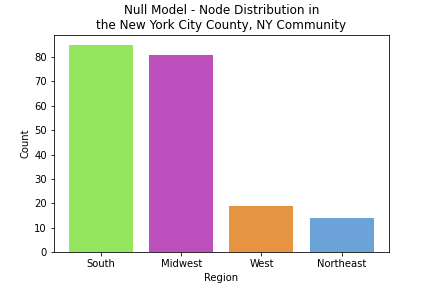 Null Model - Node Distribution in
the New York City County, NY Community
80
70
60
50
40
30
20
10
0
Count
South Midwest West Northeast
Region